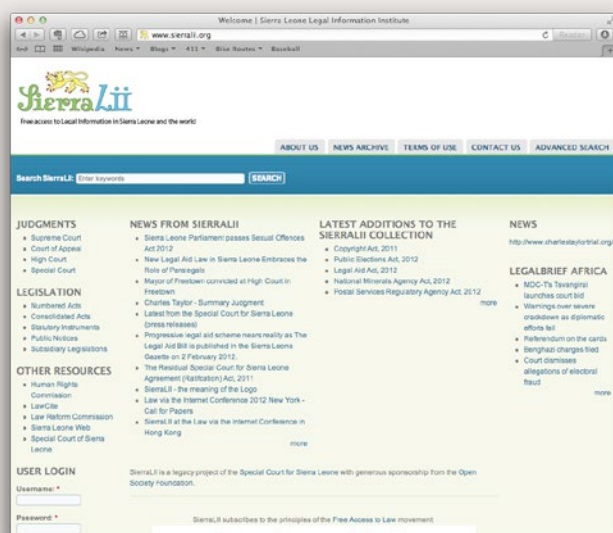 Welcome | Sierra Leone Legal Information Institute
www.sierralii.org
Reader
Wikipedia News Blogs 411 Bike Routes Baseball
SierraLii
Free access to Legal Information in Sierra Leone and the world
ABOUT US NEWS ARCHIVE TERMS OF USE CONTACT US ADVANCED SEARCH
Search SierraLII: Enter keywords SEARCH
JUDGMENTS
Supreme Court
Court of Appeal
High Court
Special Court
LEGISLATION
Numbered Acts
Consolidated Acts
Statutory Instruments
Public Notices
Subsidiary Legislations
OTHER RESOURCES
Human Rights
Commission
LawCite
Law Reform Commission
Sierra Leone Web
Special Court of Sierra
Leone
USER LOGIN
Username: *
Password: *
NEWS FROM SIERRALII
Sierra Leone Parliament passes Sexual Offences
Act 2012
New Legal Aid Law in Sierra Leone Embraces the
Role of Paralegals
Mayor of Freetown convicted at High Court in
Freetown
Charles Taylor - Summary Judgment
Latest from the Special Court for Sierra Leone
(press releases)
Progressive legal aid scheme nears reality as The
Legal Aid Bill is published in the Sierra Leone
Gazette on 2 February 2012.
The Residual Special Court for Sierra Leone
Agreement (Ratification) Act, 2011
SierraLII - the meaning of the Logo
Law via the Internet Conference 2012 New York -
Call for Papers
SierraLII at the Law via the Internet Conference in
Hong Kong
more
LATEST ADDITIONS TO THE
SIERRALII COLLECTION
Copyright Act, 2011
Public Elections Act, 2012
Legal Aid Act, 2012
National Minerals Agency Act, 2012
Postal Services Regulatory Agency Act, 2012
more
NEWS
http://www.charlestaylortrial.org/
LEGALBRIEF AFRICA
MDC-T's Tsvangirai
launches court bid
Warnings over severe
crackdown as diplomatic
efforts fail
Referendum on the cards
Benghazi charges filed
Court dismisses
allegations of electoral
fraud
more
SierraLII is a legacy project of the Special Court for Sierra Leone with generous sponsorship from the Open
Society Foundation.
SierraLII subscribes to the principles of the Free Access to Law movement